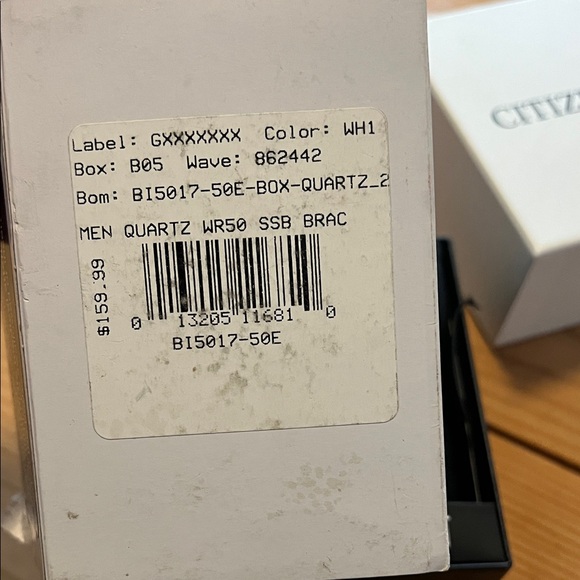 Label: GXXXXXXX Color: WH1
Box: B05 Wave: 862442
Bom: BI5017-50E-BOX-QUARTZ_2
MEN QUARTZ WR50 SSB BRAC
$159.99
0 13205 11681 0
BI5017-50E